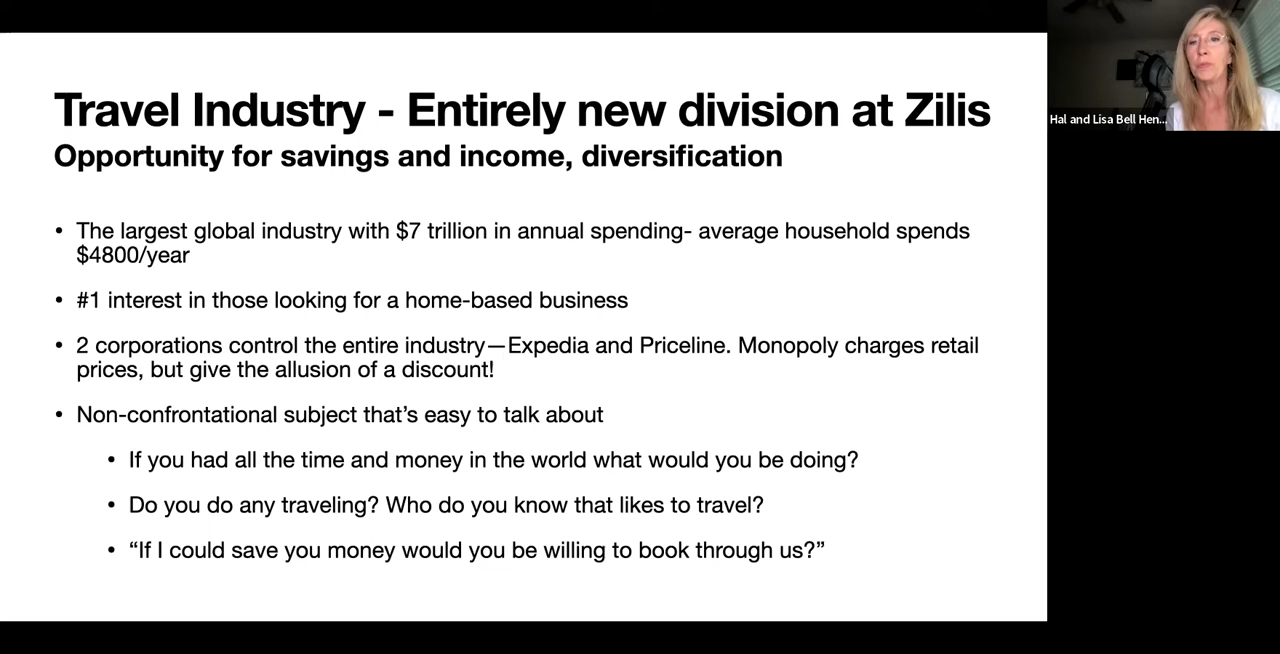 Travel Industry - Entirely new division at Zilis
Opportunity for savings and income, diversification
• The largest global industry with $7 trillion in annual spending- average household spends
$4800/year
• #1 interest in those looking for a home-based business
• 2 corporations control the entire industry—Expedia and Priceline. Monopoly charges retail
prices, but give the allusion of a discount!
• Non-confrontational subject that’s easy to talk about
• If you had all the time and money in the world what would you be doing?
• Do you do any traveling? Who do you know that likes to travel?
• “If I could save you money would you be willing to book through us?”
Hal and Lisa Bell Hen...